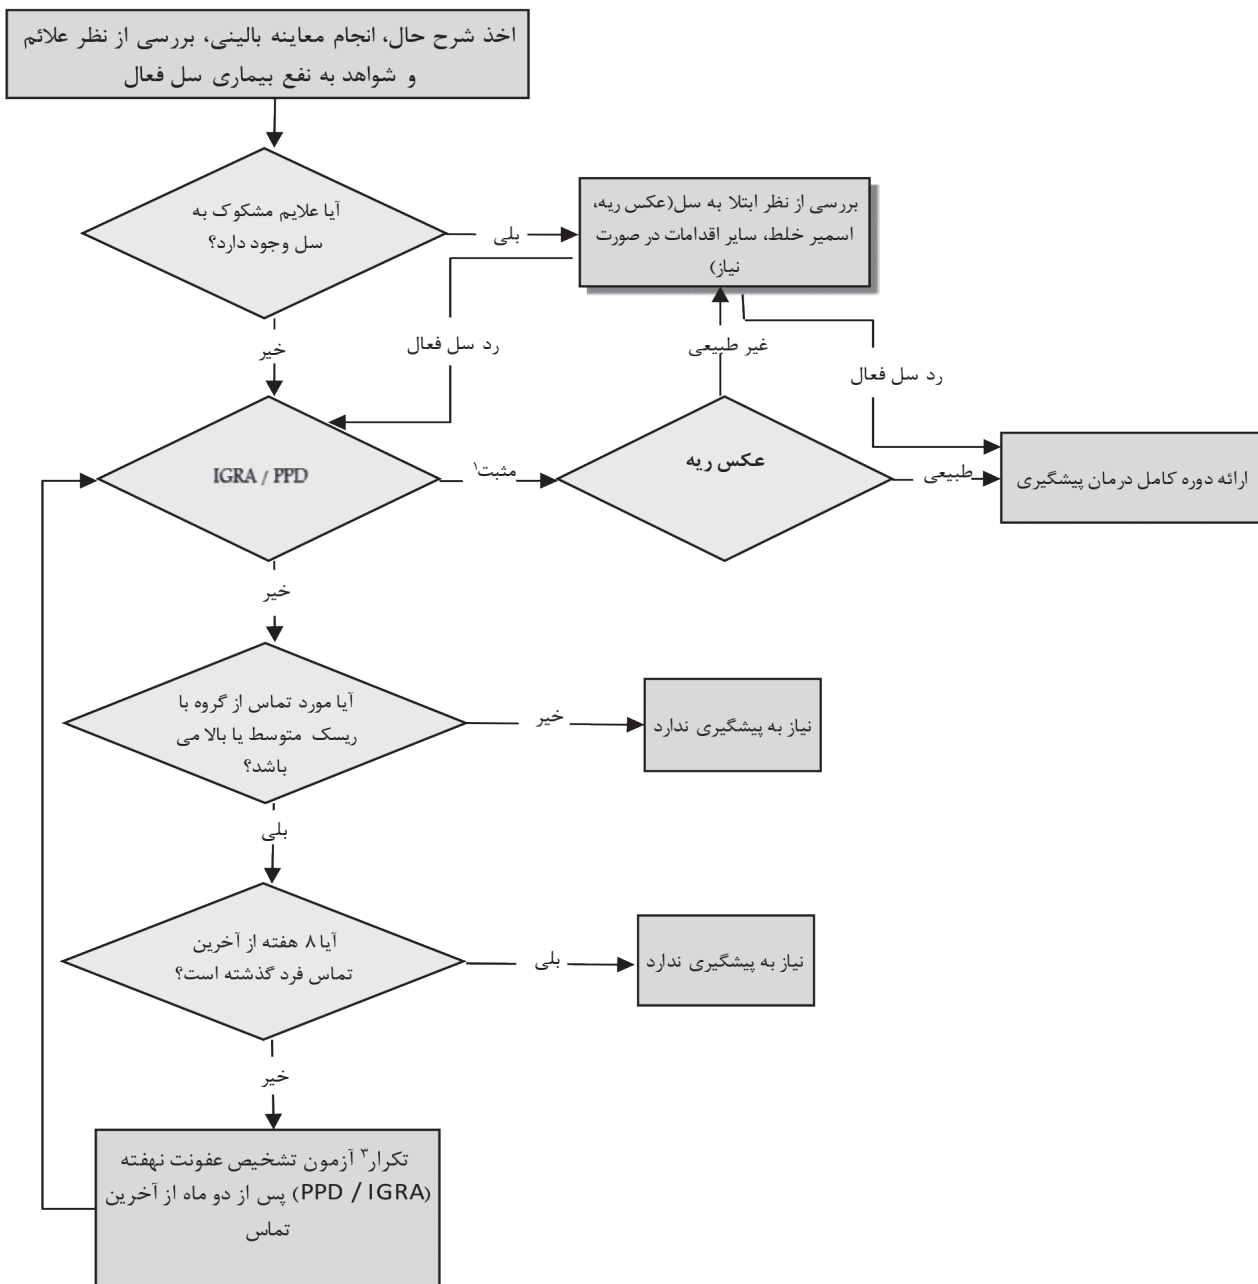 اخذ شرح حال، انجام معاینه بالینی، بررسی از نظر علائم
و شواهد به نفع بیماری سل فعال
آیا علایم مشکوک به
سل وجود دارد؟
بلی
بررسی از نظر ابتلا به سل(عکس ریه،
اسمیر خلط، سایر اقدامات در صورت
نیاز)
خیر
رد سل فعال
غیر طبیعی
رد سل فعال
IGRA / PPD
مثبت۱
عکس ریه
طبیعی
ارائه دوره کامل درمان پیشگیری
خیر
آیا مورد تماس از گروه با
ریسک متوسط یا بالا می
باشد؟
خیر
نیاز به پیشگیری ندارد
بلی
آیا ۸ هفته از آخرین
تماس فرد گذشته است؟
بلی
نیاز به پیشگیری ندارد
خیر
تکرار۳ آزمون تشخیص عفونت نهفته
(PPD / IGRA) پس از دو ماه از آخرین
تماس